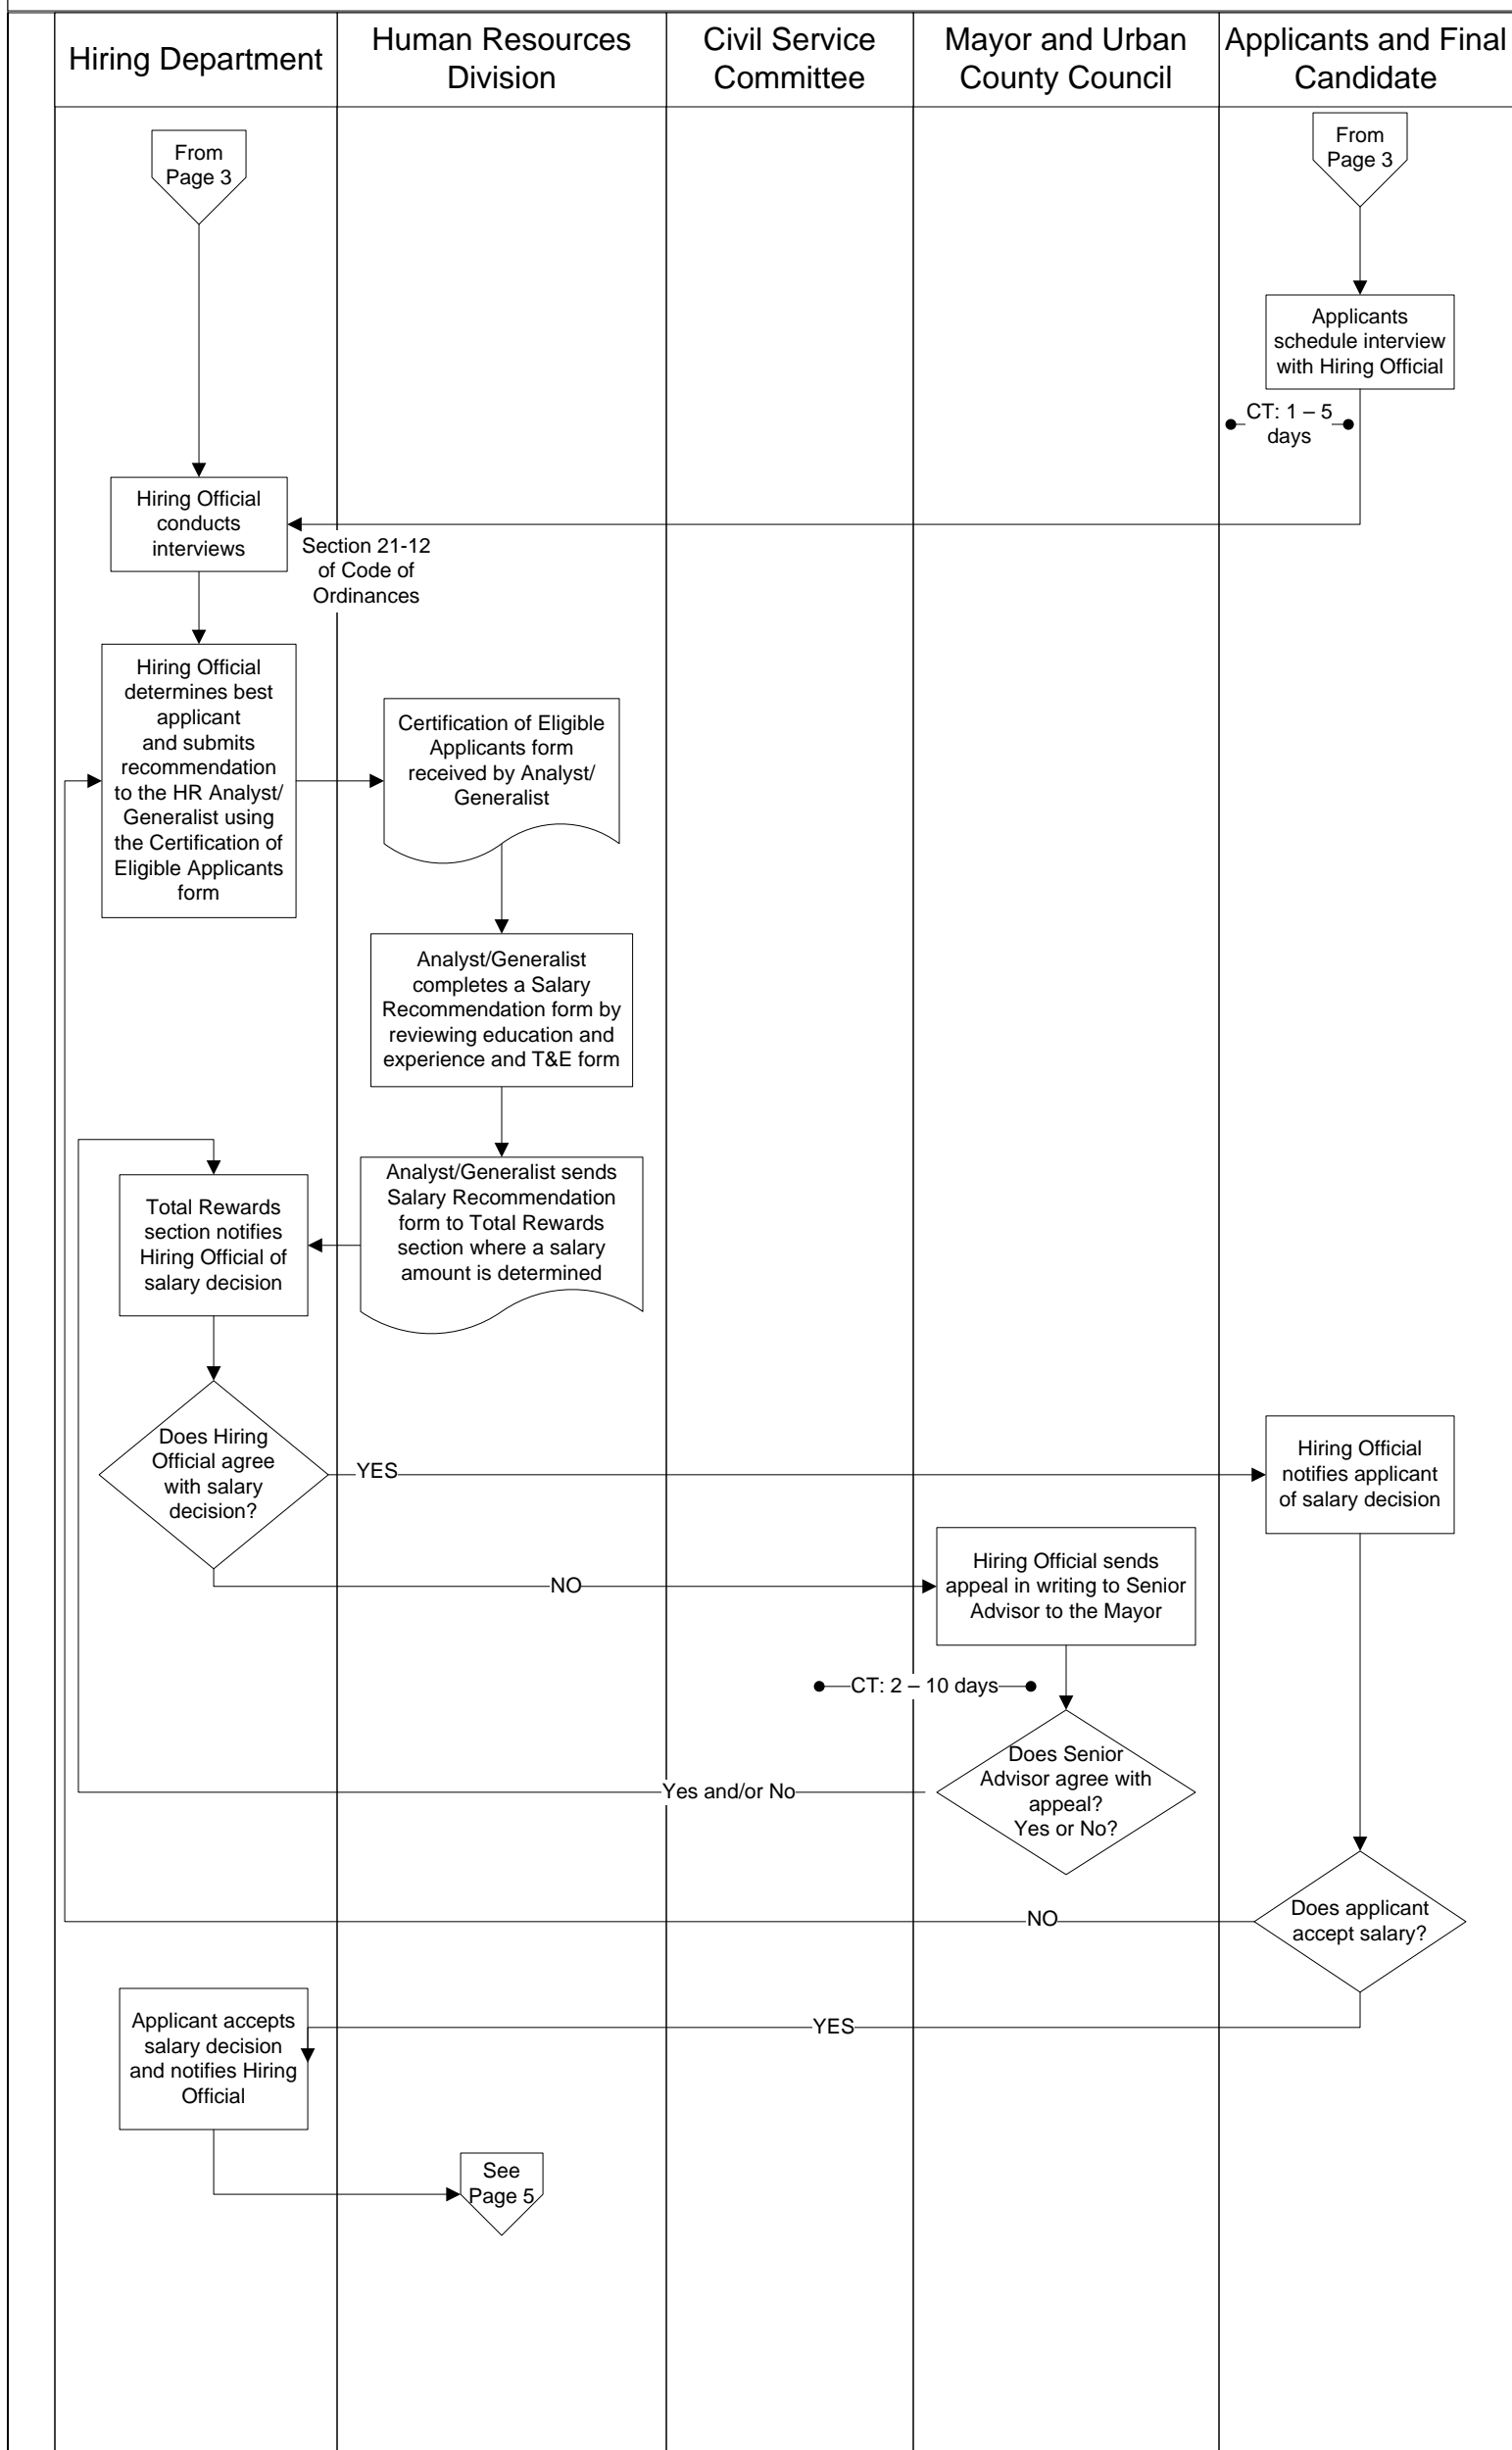 Hiring Department
Human Resources
Division
Civil Service
Committee
Mayor and Urban
County Council
Applicants and Final
Candidate
From
Page 3
From
Page 3
Applicants
schedule interview
with Hiring Official
CT: 1 – 5
days
Hiring Official
conducts
interviews
Section 21-12
of Code of
Ordinances
Hiring Official
determines best
applicant
and submits
recommendation
to the HR Analyst/
Generalist using
the Certification of
Eligible Applicants
form
Certification of Eligible
Applicants form
received by Analyst/
Generalist
Analyst/Generalist
completes a Salary
Recommendation form by
reviewing education and
experience and T&E form
Analyst/Generalist sends
Salary Recommendation
form to Total Rewards
section where a salary
amount is determined
Total Rewards
section notifies
Hiring Official of
salary decision
Does Hiring
Official agree
with salary
decision?
YES
Hiring Official
notifies applicant
of salary decision
NO
Hiring Official sends
appeal in writing to Senior
Advisor to the Mayor
CT: 2 – 10 days
Does Senior
Advisor agree with
appeal?
Yes or No?
Yes and/or No
Does applicant
accept salary?
NO
YES
Applicant accepts
salary decision
and notifies Hiring
Official
See
Page 5